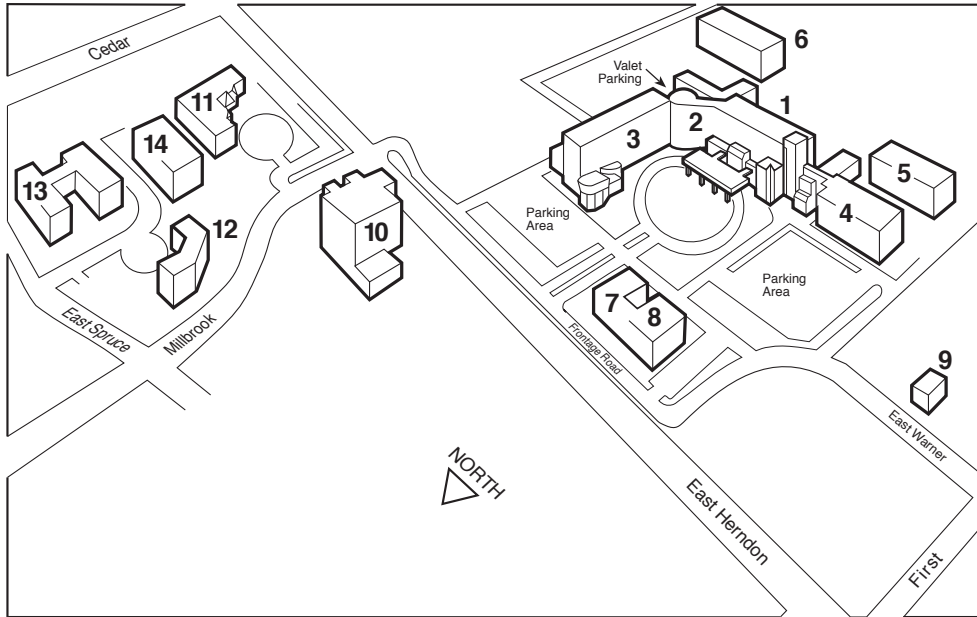 Cedar
6
Valet
Parking
11
1
2
3
14
5
13
4
12
10
Parking
Area
Parking
Area
East Spruce
Millbrook
7
8
Frontage Road
9
East Warner
NORTH
East Herndon
First